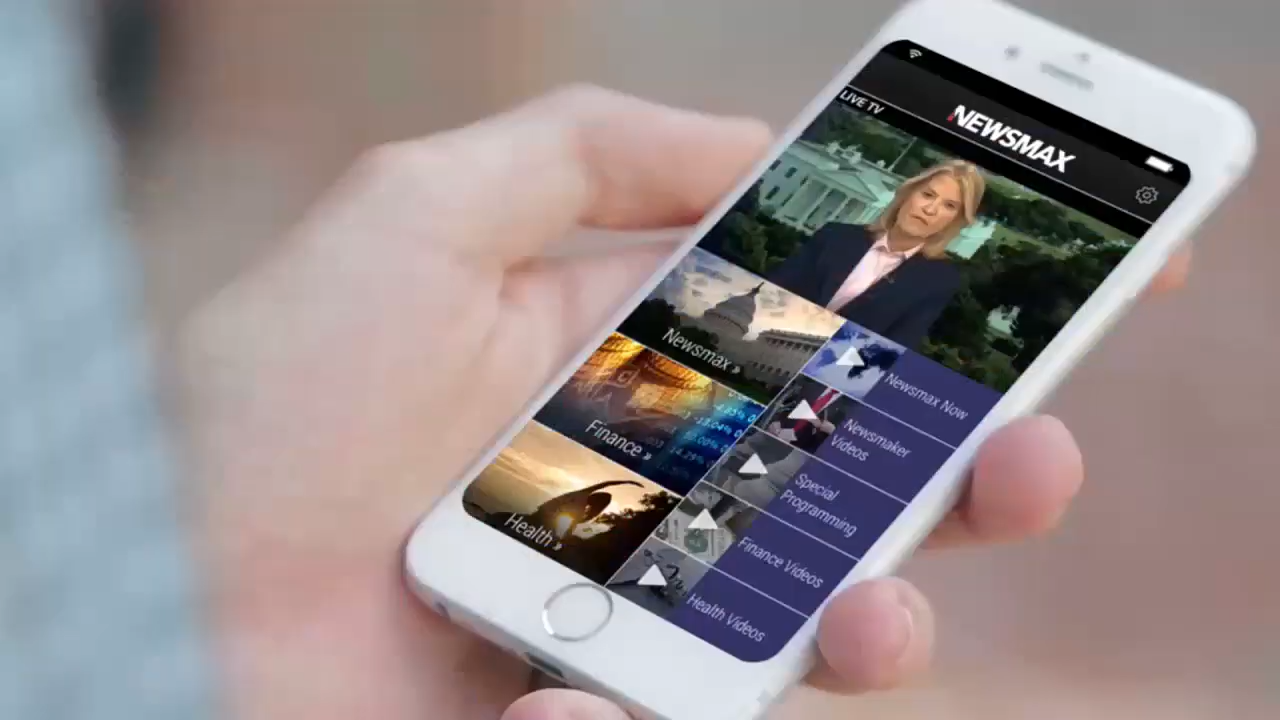 LIVE TV
NEWSMAX
Newsmax »
Finance »
Health »
Newsmax Now
Newsmaker
Videos
Special
Programming
Finance Videos
Health Videos